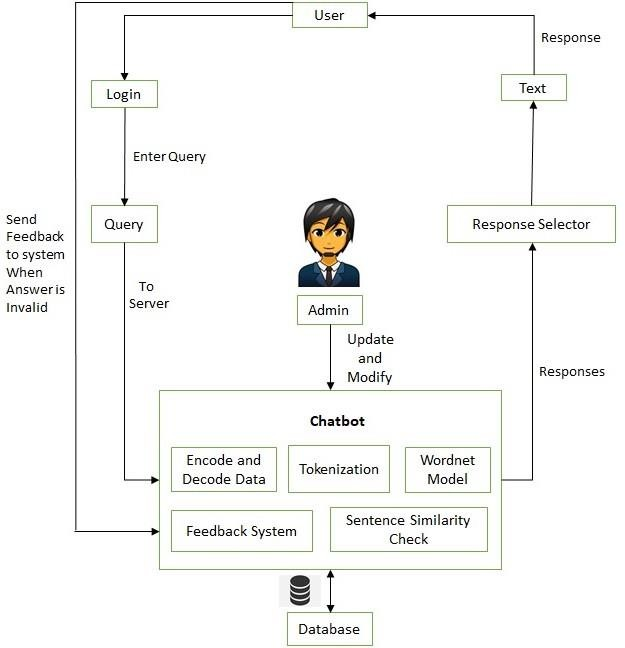 User
Response
Login
Text
Enter Query
Query
Response Selector
Send
Feedback
to system
When
Answer is
Invalid
To
Server
Admin
Update
and
Modify
Responses
Chatbot
Encode and
Decode Data
Tokenization
Wordnet
Model
Feedback System
Sentence Similarity
Check
Database